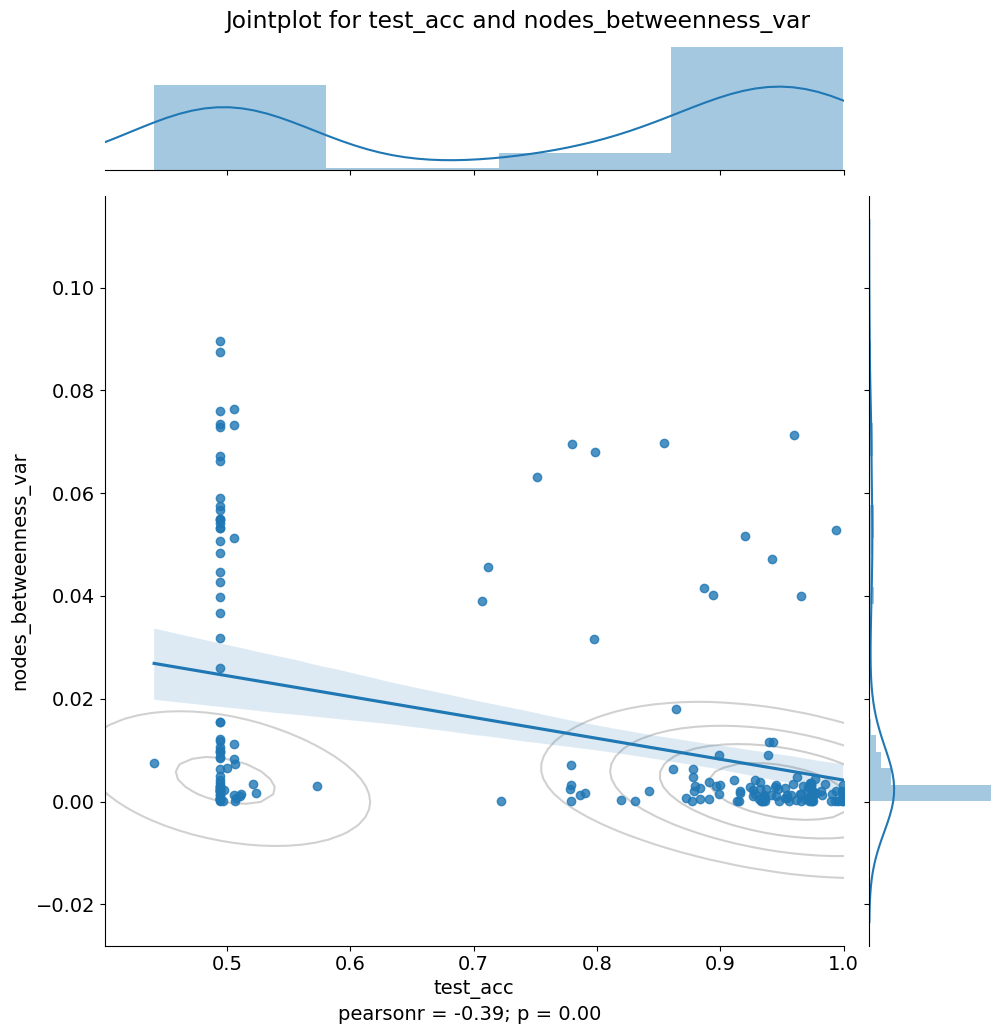 Jointplot for test_acc and nodes_betweenness_var
0.10
0.08
0.06
0.04
0.02
0.00
−0.02
nodes_betweenness_var
0.5 0.6 0.7 0.8 0.9 1.0
test_acc
pearsonr = -0.39; p = 0.00